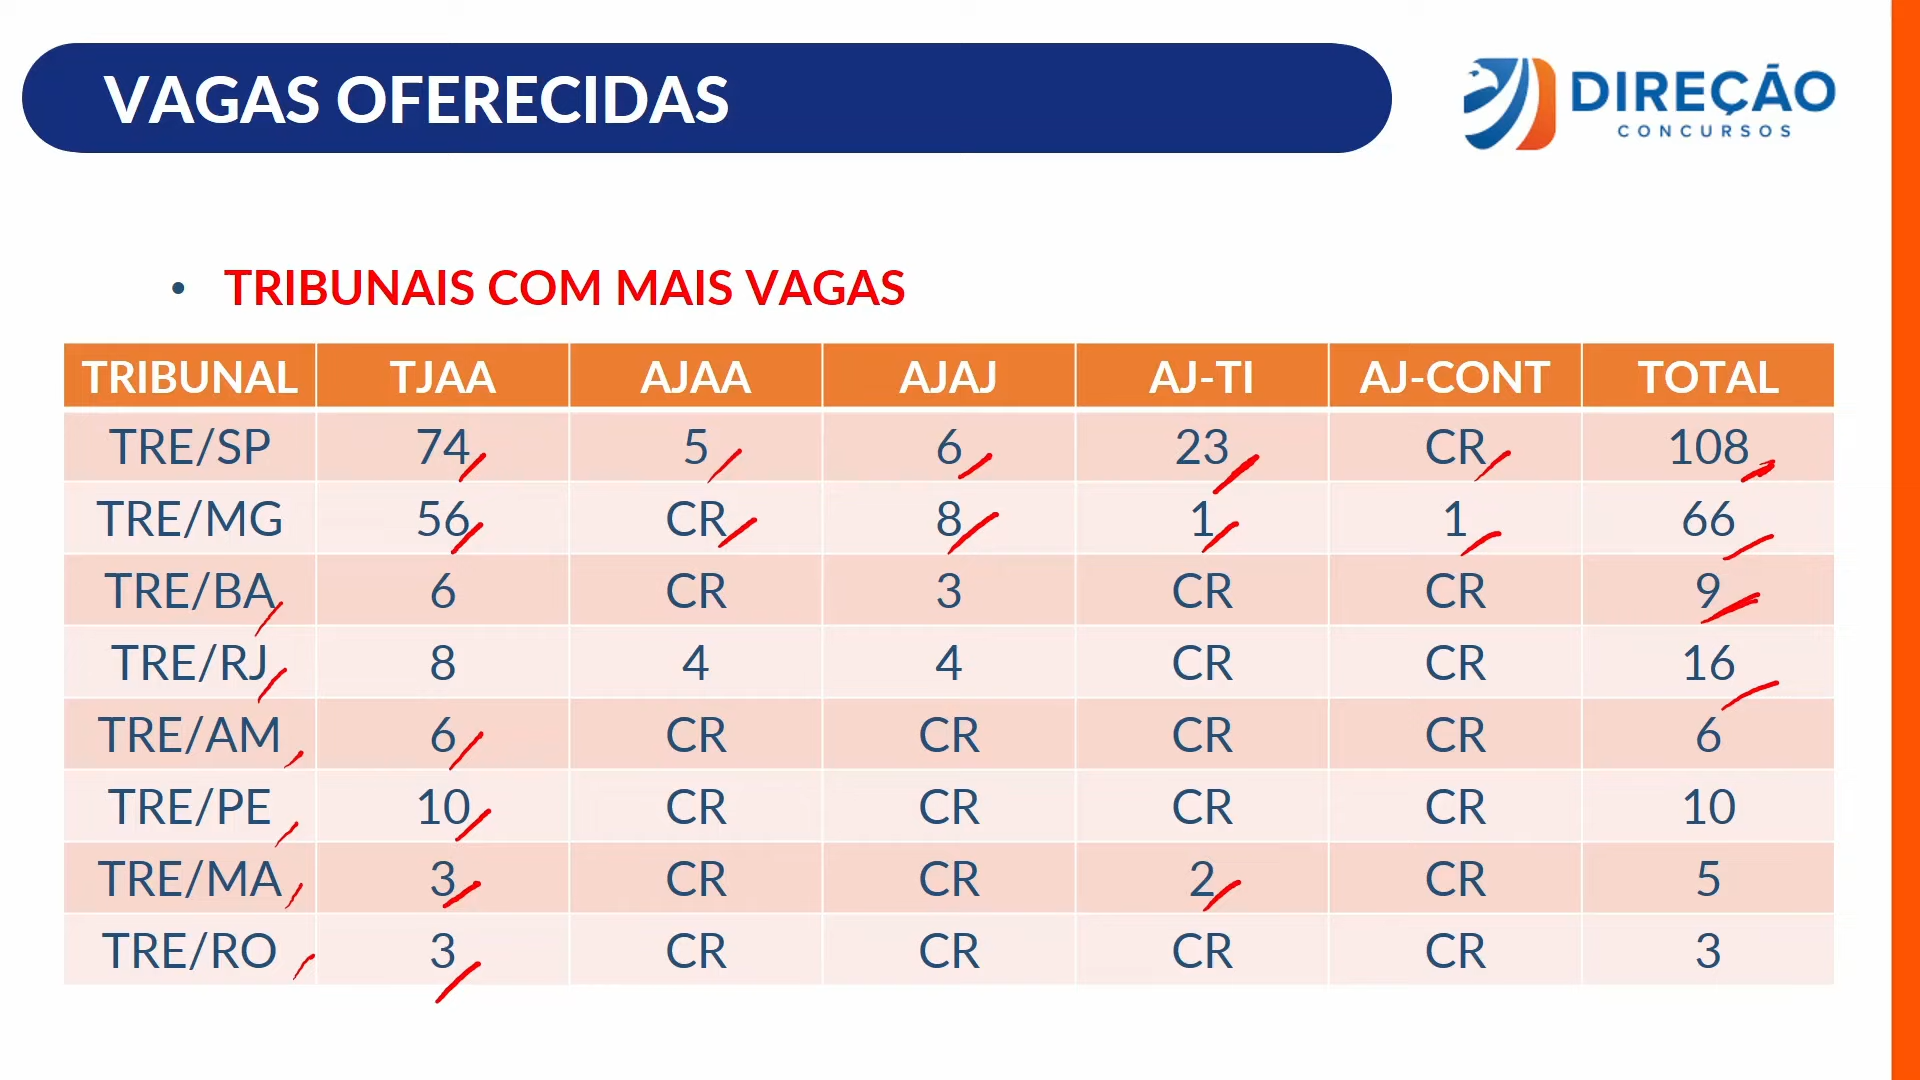 VAGAS OFERECIDAS
DIREÇÃO
CONCURSOS
• TRIBUNAIS COM MAIS VAGAS
TRIBUNAL TJAA AJAA AJAJ AJ-TI AJ-CONT TOTAL
TRE/SP 74 5 6 23 CR 108
TRE/MG 56 CR 8 1 1 66
TRE/BA 6 CR 3 CR CR 9
TRE/RJ 8 4 4 CR CR 16
TRE/AM 6 CR CR CR CR 6
TRE/PE 10 CR CR CR CR 10
TRE/MA 3 CR CR 2 CR 5
TRE/RO 3 CR CR CR CR 3